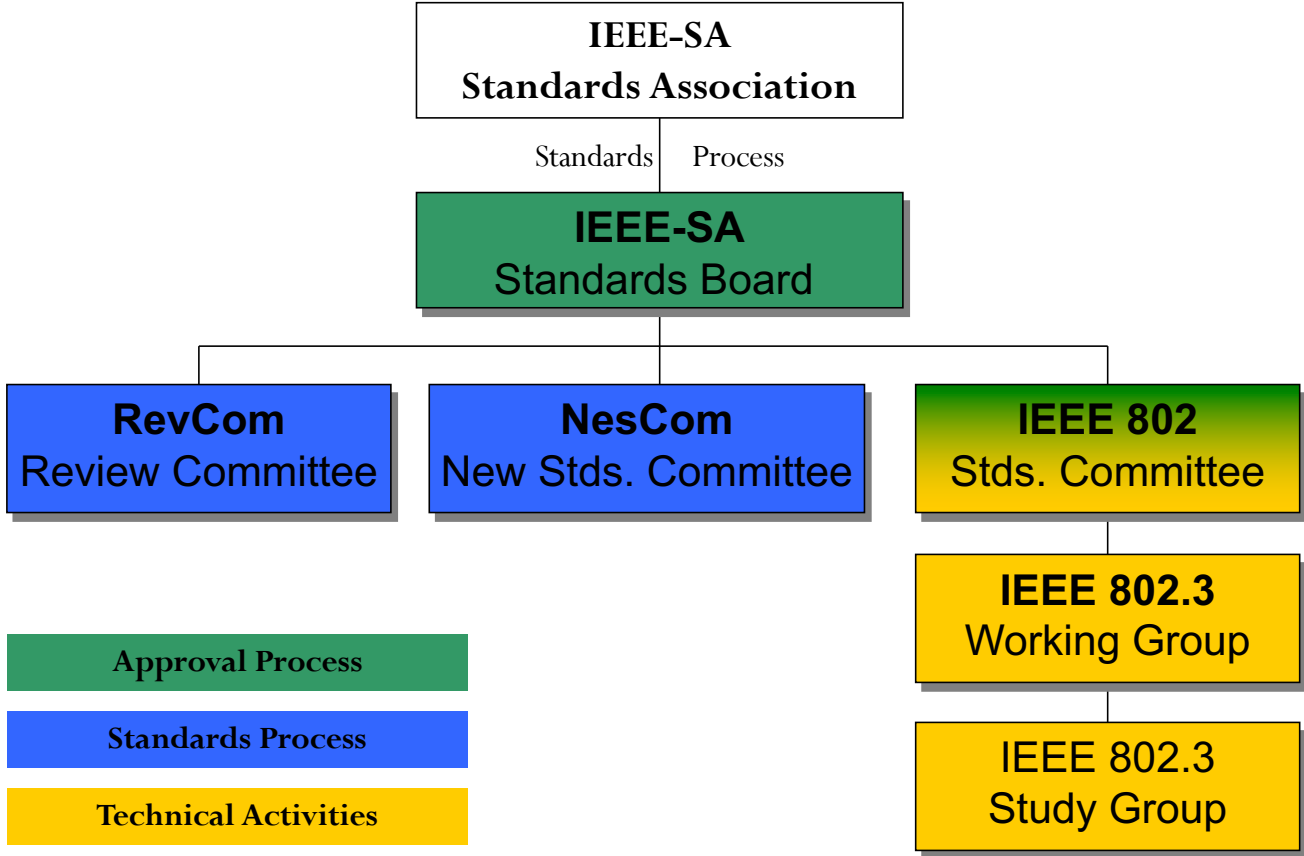 IEEE-SA
Standards Association
Standards Process
IEEE-SA
Standards Board
RevCom
Review Committee
NesCom
New Stds. Committee
IEEE 802
Stds. Committee
IEEE 802.3
Working Group
IEEE 802.3
Study Group
Approval Process
Standards Process
Technical Activities